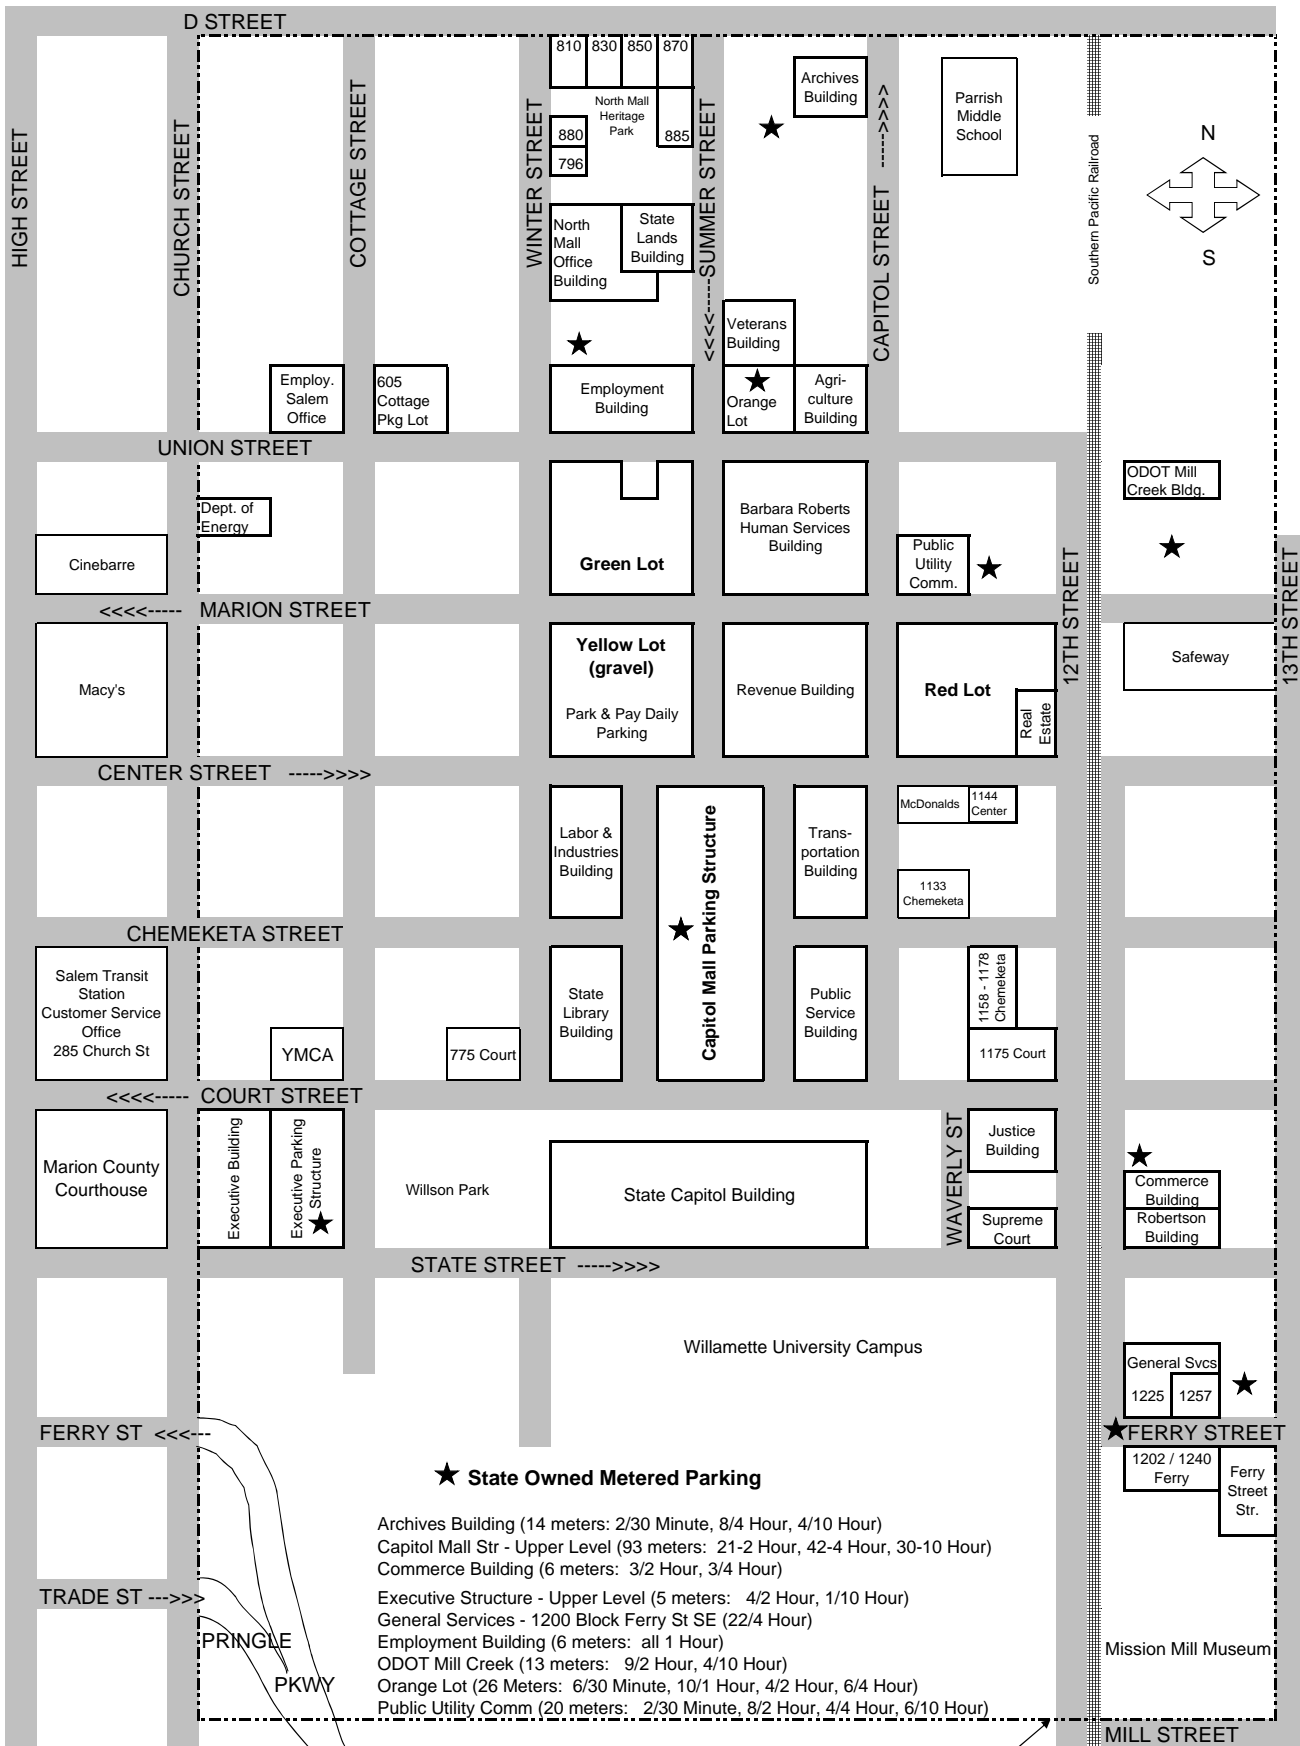 D STREET
810 830 850 870
North Mall
Heritage
Park
880
796
885
Archives
Building
Parrish
Middle
School
N
S
HIGH STREET
CHURCH STREET
COTTAGE STREET
WINTER STREET
<<<<-----SUMMER STREET
CAPITOL STREET ----->>>>
Southern Pacific Railroad
North
Mall
Office
Building
State
Lands
Building
Veterans
Building
Employ.
Salem
Office
605
Cottage
Pkg Lot
Employment
Building
Orange
Lot
Agri-
culture
Building
UNION STREET
Dept. of
Energy
Cinebarre
Green Lot
Barbara Roberts
Human Services
Building
Public
Utility
Comm.
ODOT Mill
Creek Bldg.
12TH STREET
13TH STREET
<<<<----- MARION STREET
Macy's
Yellow Lot
(gravel)
Park & Pay Daily
Parking
Revenue Building
Red Lot
Real
Estate
Safeway
CENTER STREET ----->>>>
Labor &
Industries
Building
Capitol Mall Parking Structure
Trans-
portation
Building
McDonalds
1144
Center
1133
Chemeketa
CHEMEKETA STREET
Salem Transit
Station
Customer Service
Office
285 Church St
YMCA
775 Court
State
Library
Building
Public
Service
Building
1158 - 1178
Chemeketa
1175 Court
<<<<----- COURT STREET
Marion County
Courthouse
Executive Building
Executive Parking
Structure
Willson Park
State Capitol Building
WAVERLY ST
Justice
Building
Supreme
Court
Commerce
Building
Robertson
Building
STATE STREET ----->>>>
Willamette University Campus
General Svcs
1225 1257
FERRY ST <<<---
FERRY STREET
1202 / 1240
Ferry
Ferry
Street
Str.
★ State Owned Metered Parking
Archives Building (14 meters: 2/30 Minute, 8/4 Hour, 4/10 Hour)
Capitol Mall Str - Upper Level (93 meters: 21-2 Hour, 42-4 Hour, 30-10 Hour)
Commerce Building (6 meters: 3/2 Hour, 3/4 Hour)
Executive Structure - Upper Level (5 meters: 4/2 Hour, 1/10 Hour)
General Services - 1200 Block Ferry St SE (22/4 Hour)
Employment Building (6 meters: all 1 Hour)
ODOT Mill Creek (13 meters: 9/2 Hour, 4/10 Hour)
Orange Lot (26 Meters: 6/30 Minute, 10/1 Hour, 4/2 Hour, 6/4 Hour)
Public Utility Comm (20 meters: 2/30 Minute, 8/2 Hour, 4/4 Hour, 6/10 Hour)
TRADE ST --->>>
PRINGLE
PKWY
Mission Mill Museum
MILL STREET